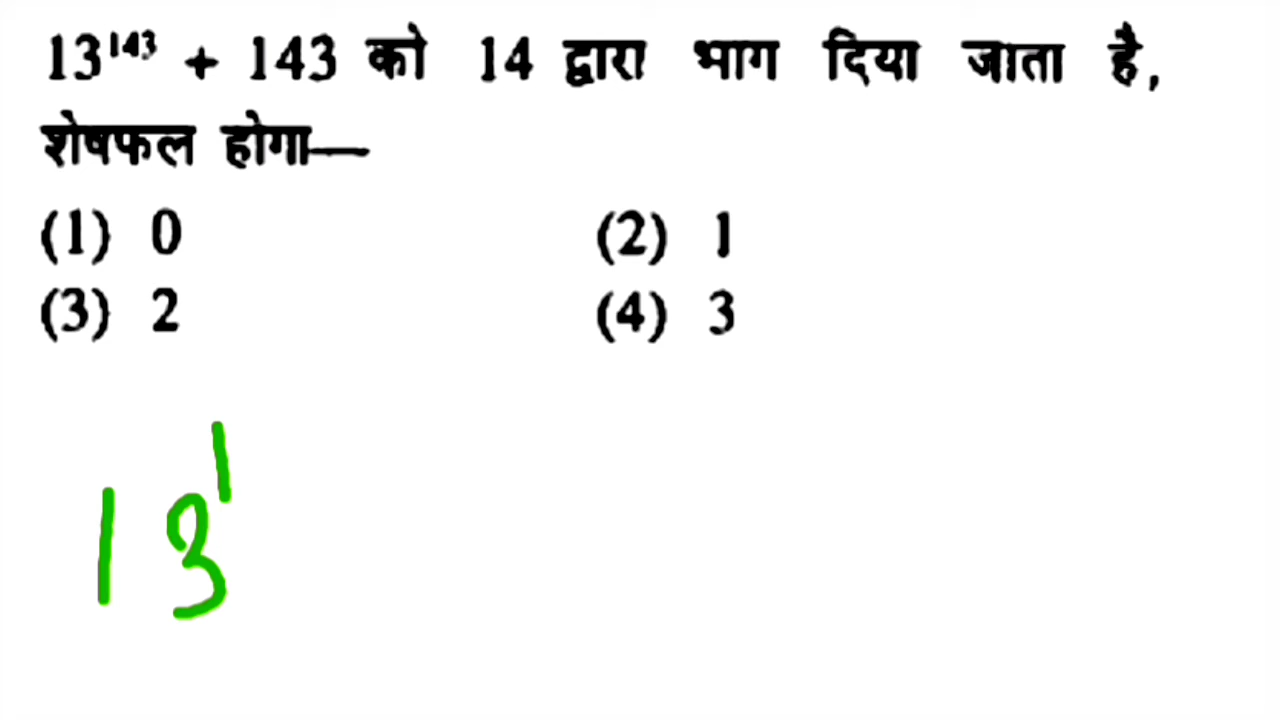 13¹⁴³ + 143 को 14 द्वारा भाग दिया जाता है,
शेषफल होगा—
(1) 0 (2) 1
(3) 2 (4) 3
13¹